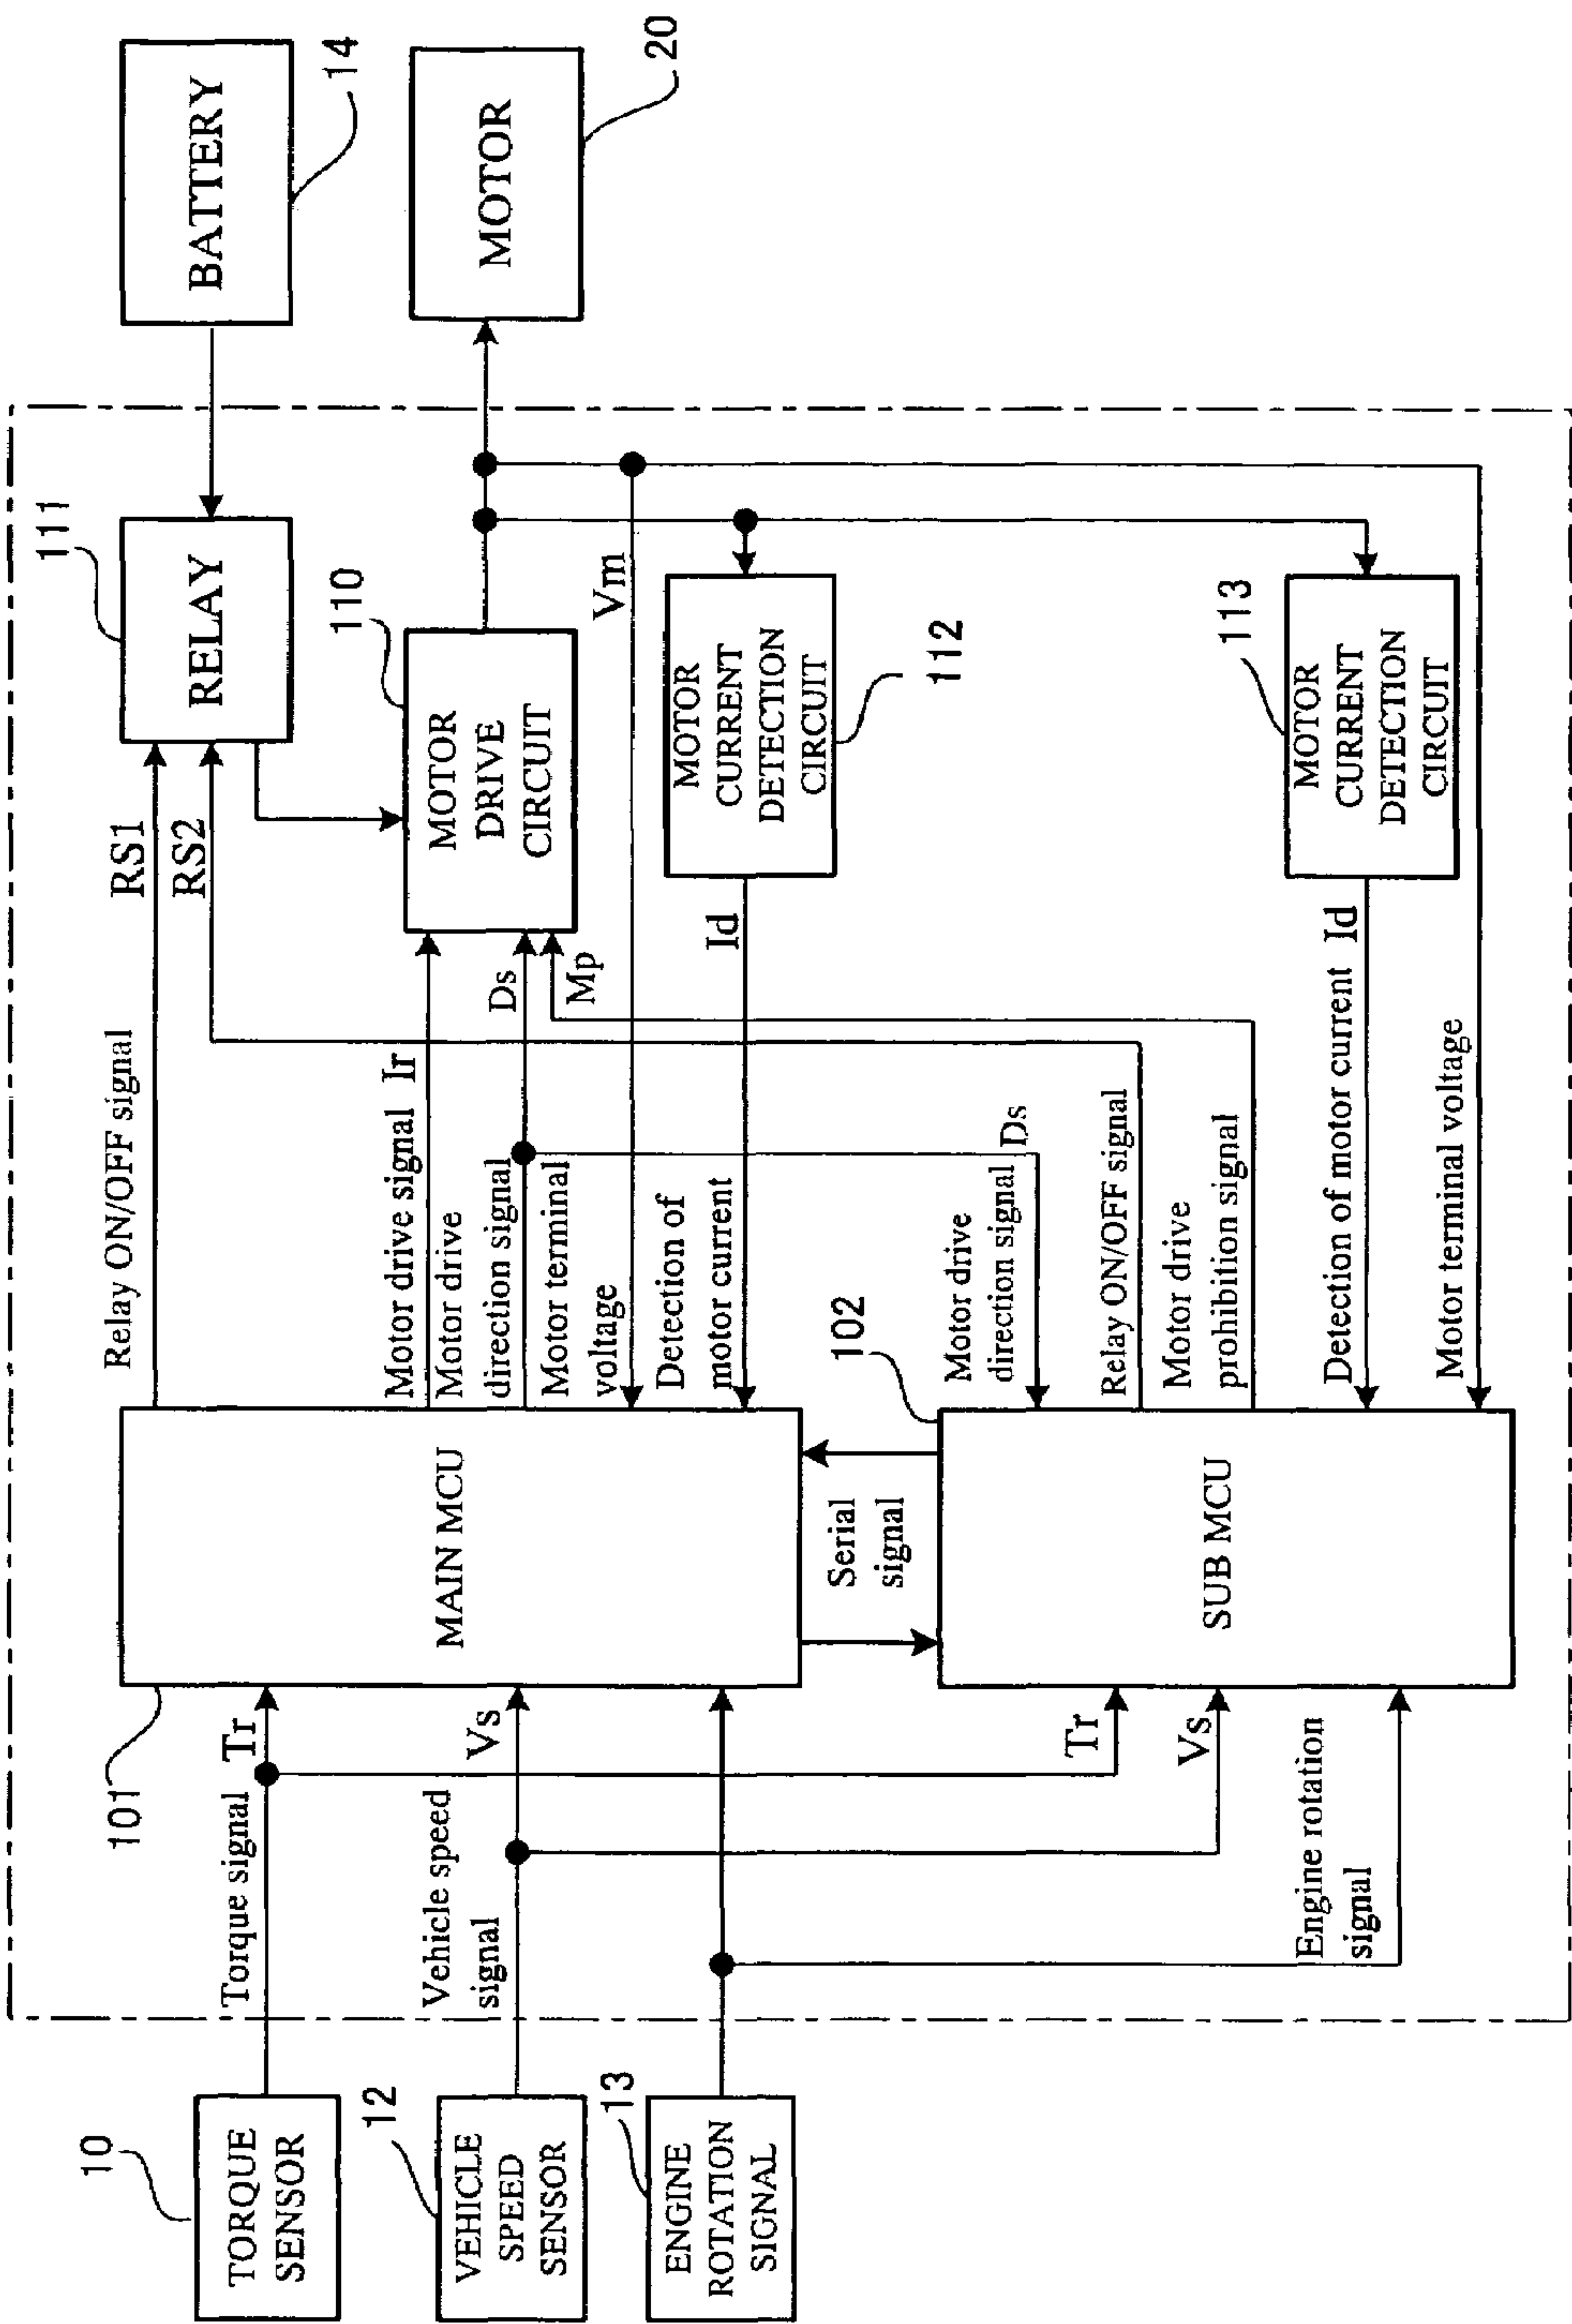 BATTERY
14
MOTOR
20
111
RELAY
110
MOTOR
DRIVE
CIRCUIT
Vm
MOTOR
CURRENT
DETECTION
CIRCUIT
112
113
MOTOR
CURRENT
DETECTION
CIRCUIT
Relay ON/OFF signal
RS1
RS2
Motor drive signal Ir
Motor drive
direction signal
Ds
Mp
Motor terminal
voltage
Detection of
motor current
Id
Motor drive
direction signal Ds
Relay ON/OFF signal
Motor drive
prohibition signal
Detection of motor current Id
Motor terminal voltage
101
MAIN MCU
Serial
signal
102
SUB MCU
Torque signal
Tr
Vehicle speed
signal
Vs
Tr
Vs
Engine rotation
signal
10
TORQUE
SENSOR
12
VEHICLE
SPEED
SENSOR
13
ENGINE
ROTATION
SIGNAL